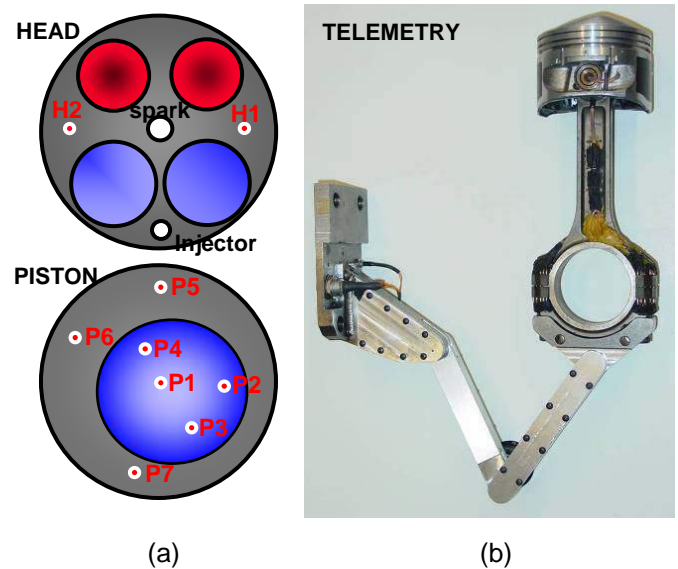 HEAD
spark
H2
H1
Injector
PISTON
P5
P6
P4
P1
P2
P3
P7
(a)
TELEMETRY
(b)